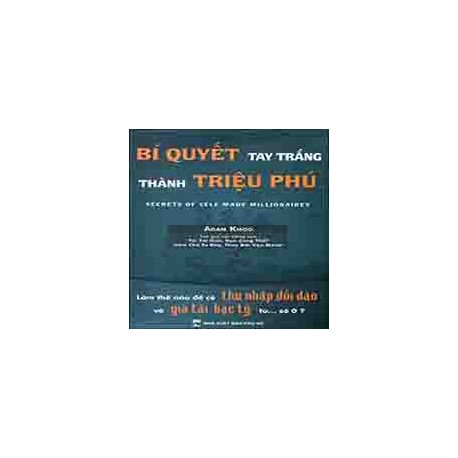 BÍ QUYẾT TAY TRẮNG
THÀNH TRIỆU PHÚ
SECRETS OF SELF MADE MILLIONAIRES
ADAM KHOO
Làm thế nào để có thu nhập dồi dào
và gia tài bạc tỷ từ... số 0 ?